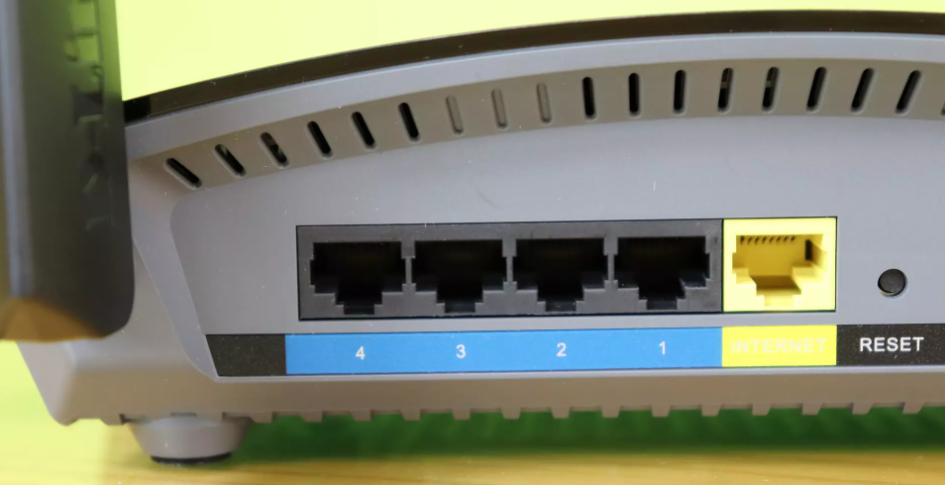 4 3 2 1 INTERNET RESET